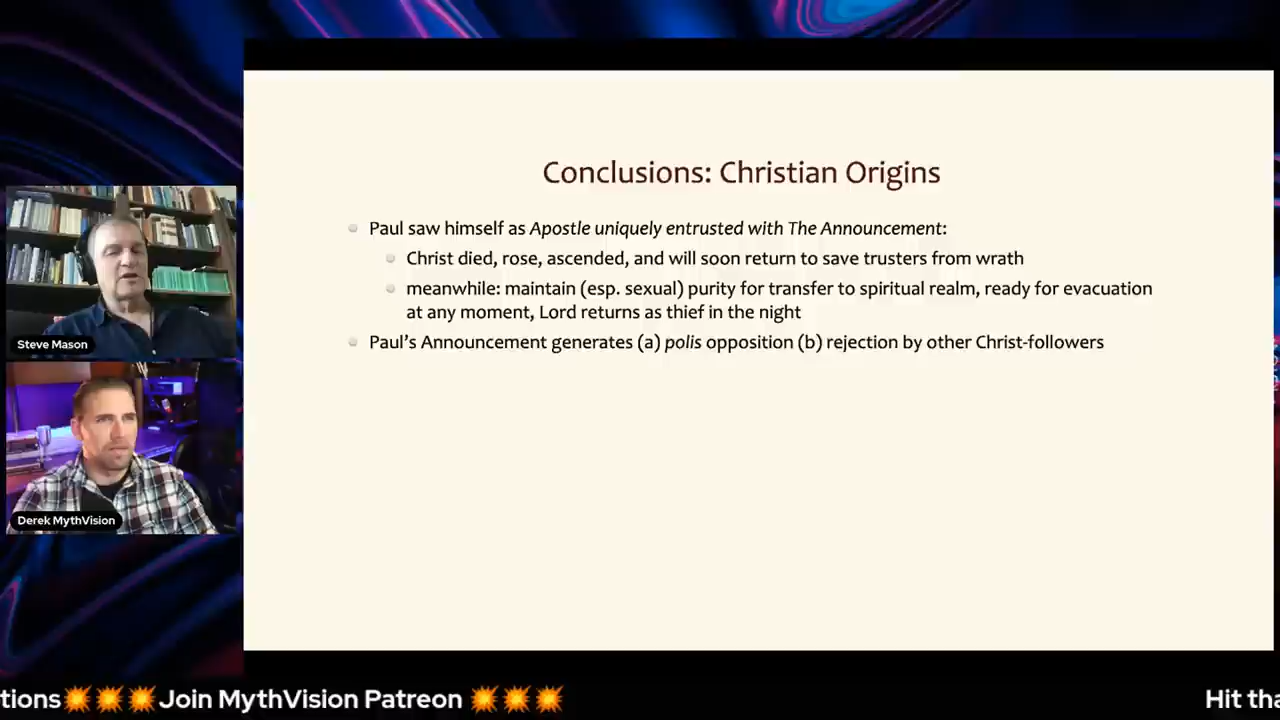 Conclusions: Christian Origins
Paul saw himself as Apostle uniquely entrusted with The Announcement:
Christ died, rose, ascended, and will soon return to save trusters from wrath
meanwhile: maintain (esp. sexual) purity for transfer to spiritual realm, ready for evacuation
at any moment, Lord returns as thief in the night
Paul's Announcement generates (a) polis opposition (b) rejection by other Christ-followers
Steve Mason
Derek MythVision
tions💥💥💥Join MythVision Patreon 💥💥💥 Hit tha